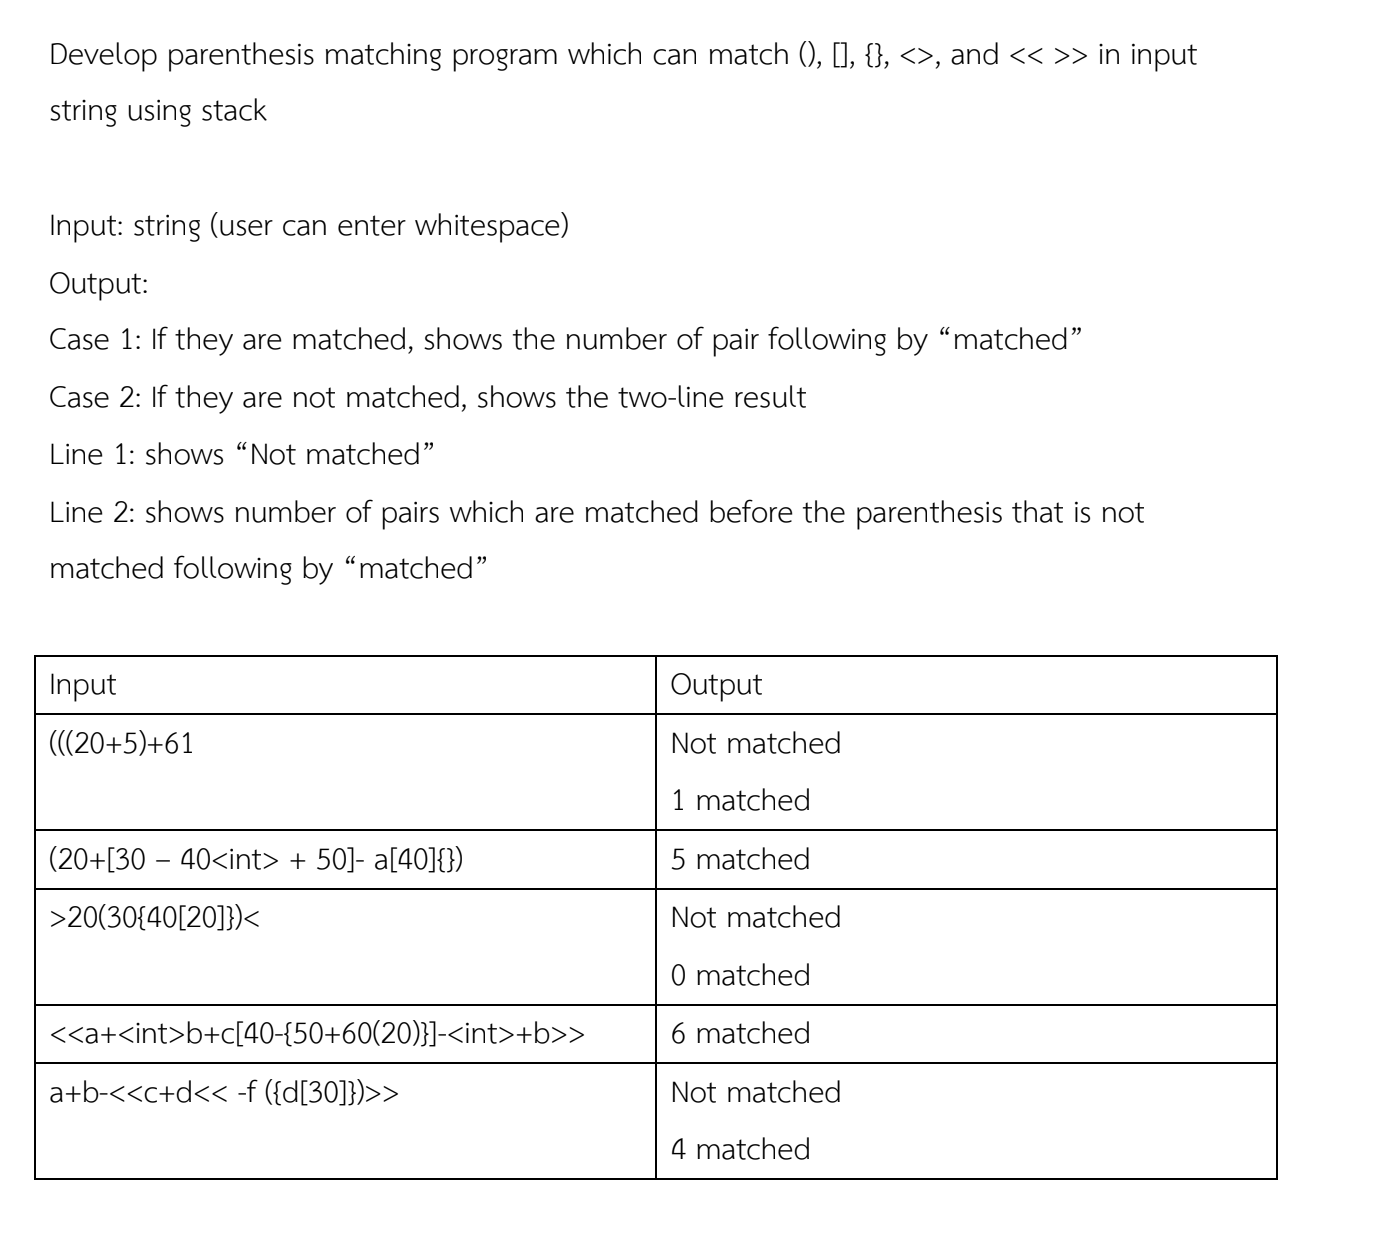 Develop parenthesis matching program which can match (), [], {}, <>, and << >> in input
string using stack
Input: string (user can enter whitespace)
Output:
Case 1: If they are matched, shows the number of pair following by “matched”
Case 2: If they are not matched, shows the two-line result
Line 1: shows “Not matched”
Line 2: shows number of pairs which are matched before the parenthesis that is not
matched following by “matched”
Input Output
(((20+5)+61 Not matched
1 matched
(20+[30 – 40<int> + 50]- a[40]{}) 5 matched
>20(30{40[20]})< Not matched
0 matched
<<a+<int>b+c[40-{50+60(20)}]-<int>+b>> 6 matched
a+b-<<c+d<< -f ({d[30]})>> Not matched
4 matched